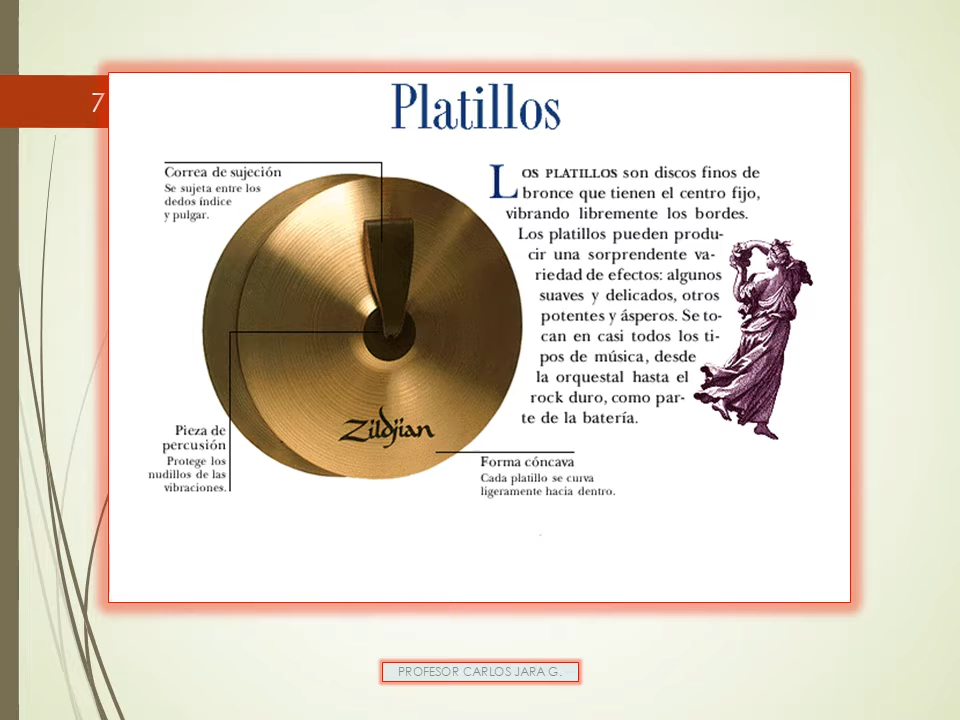 7
Platillos
Correa de sujeción
Se sujeta entre los
dedos índice
y pulgar.
LOS PLATILLOS son discos finos de
bronce que tienen el centro fijo,
vibrando libremente los bordes.
Los platillos pueden produ-
cir una sorprendente va-
riedad de efectos: algunos
suaves y delicados, otros
potentes y ásperos. Se to-
can en casi todos los ti-
pos de música, desde
la orquestal hasta el
rock duro, como par-
te de la batería.
Zildjian
Pieza de
percusión
Protege los
nudillos de las
vibraciones.
Forma cóncava
Cada platillo se curva
ligeramente hacia dentro.
PROFESOR CARLOS JARA G.